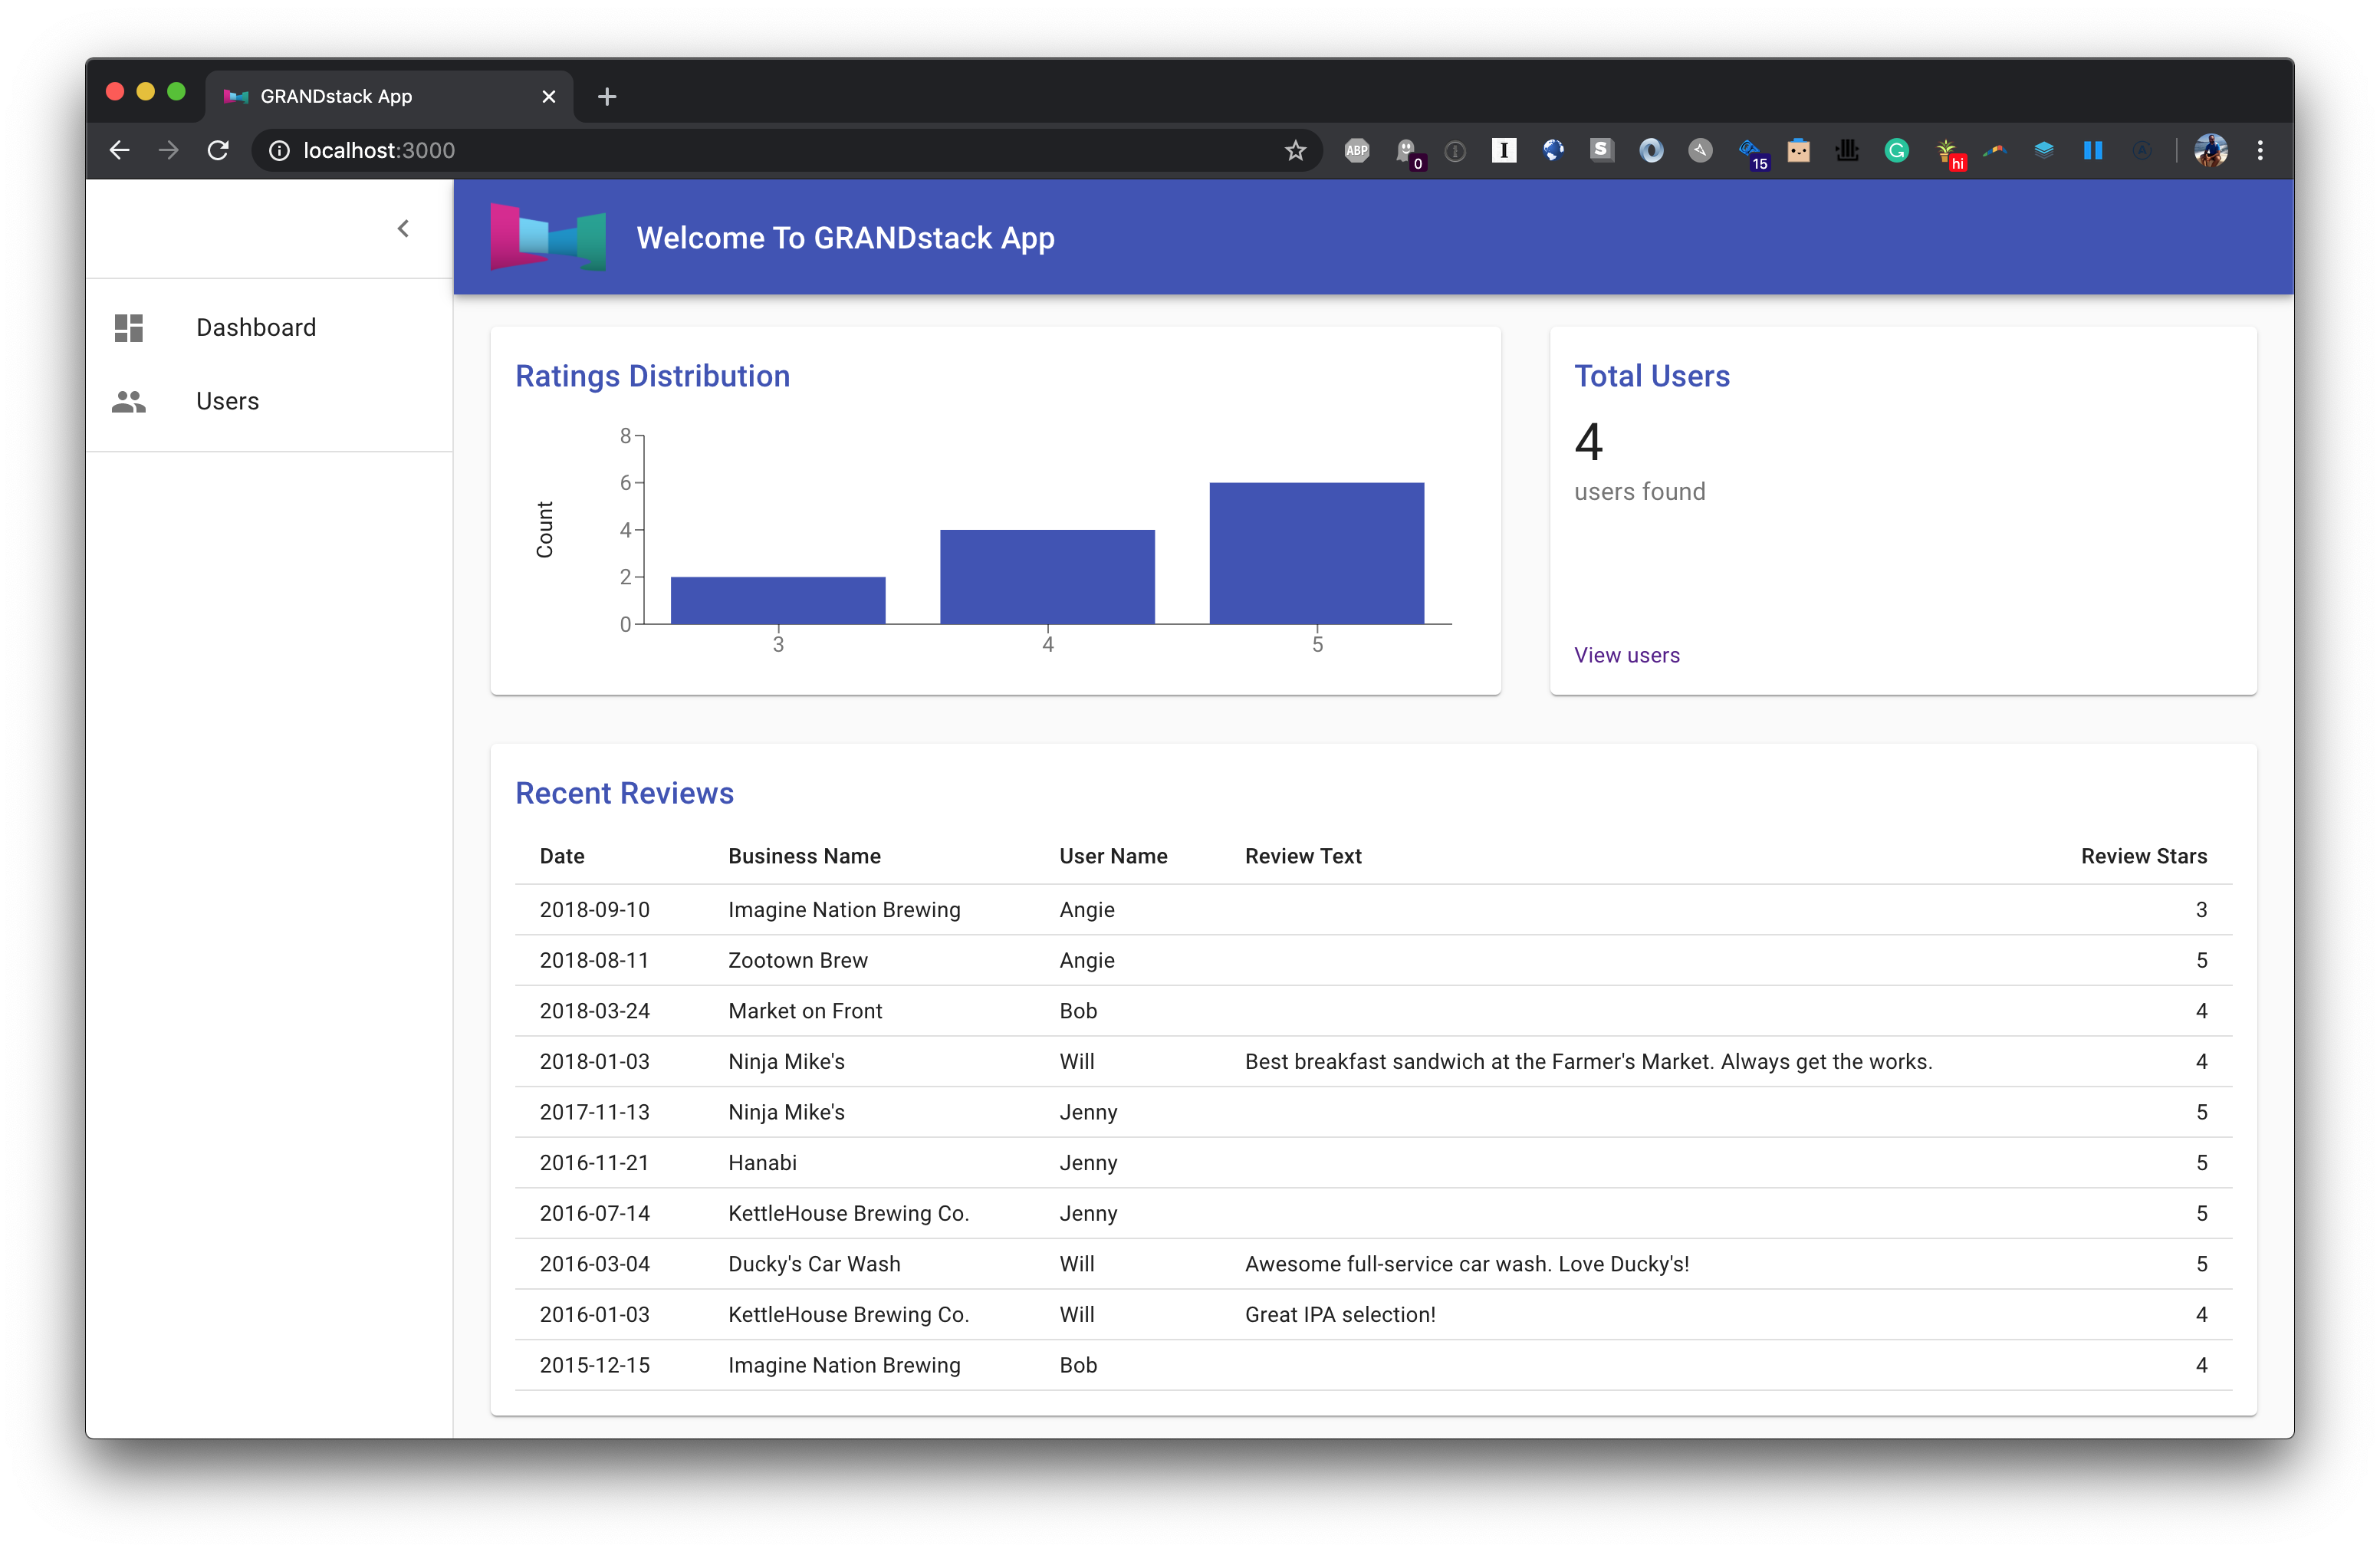 GRANDstack App
localhost:3000
ABP
0
I
S
15
G
hi
A
Welcome To GRANDstack App
Dashboard
Users
Ratings Distribution
8
6
4
2
0
Count
3 4 5
Total Users
4
users found
View users
Recent Reviews
Date Business Name User Name Review Text Review Stars
2018-09-10 Imagine Nation Brewing Angie 3
2018-08-11 Zootown Brew Angie 5
2018-03-24 Market on Front Bob 4
2018-01-03 Ninja Mike's Will Best breakfast sandwich at the Farmer's Market. Always get the works. 4
2017-11-13 Ninja Mike's Jenny 5
2016-11-21 Hanabi Jenny 5
2016-07-14 KettleHouse Brewing Co. Jenny 5
2016-03-04 Ducky's Car Wash Will Awesome full-service car wash. Love Ducky's! 5
2016-01-03 KettleHouse Brewing Co. Will Great IPA selection! 4
2015-12-15 Imagine Nation Brewing Bob 4